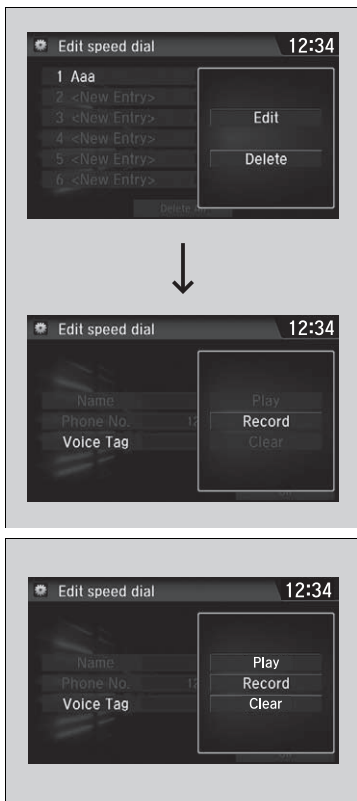 Edit speed dial 12:34
1 Aaa
2 <New Entry>
3 <New Entry>
4 <New Entry>
5 <New Entry>
6 <New Entry>
Edit
Delete
Delete All
Edit speed dial 12:34
Name
Phone No. 12
Voice Tag
Play
Record
Clear
Edit speed dial 12:34
Name
Phone No. 12
Voice Tag
Play
Record
Clear